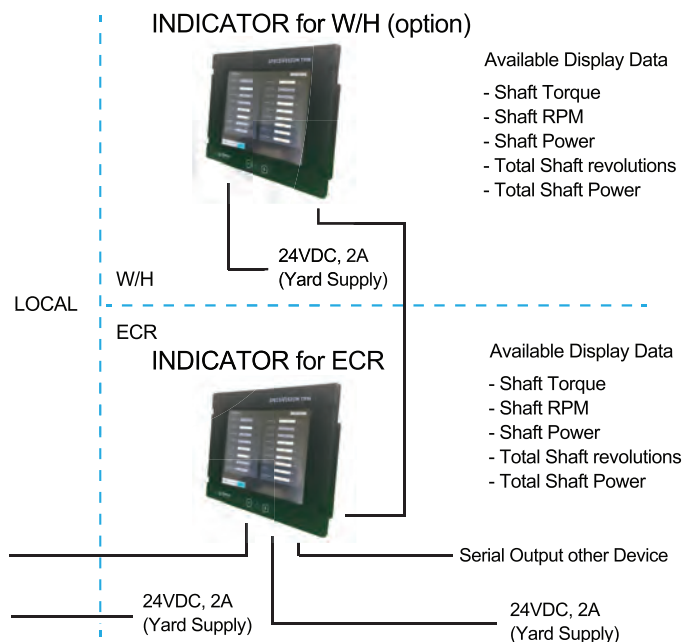 INDICATOR for W/H (option)
Available Display Data
- Shaft Torque
- Shaft RPM
- Shaft Power
- Total Shaft revolutions
- Total Shaft Power
24VDC, 2A
(Yard Supply)
W/H
LOCAL
ECR
INDICATOR for ECR
Available Display Data
- Shaft Torque
- Shaft RPM
- Shaft Power
- Total Shaft revolutions
- Total Shaft Power
Serial Output other Device
24VDC, 2A
(Yard Supply)
24VDC, 2A
(Yard Supply)